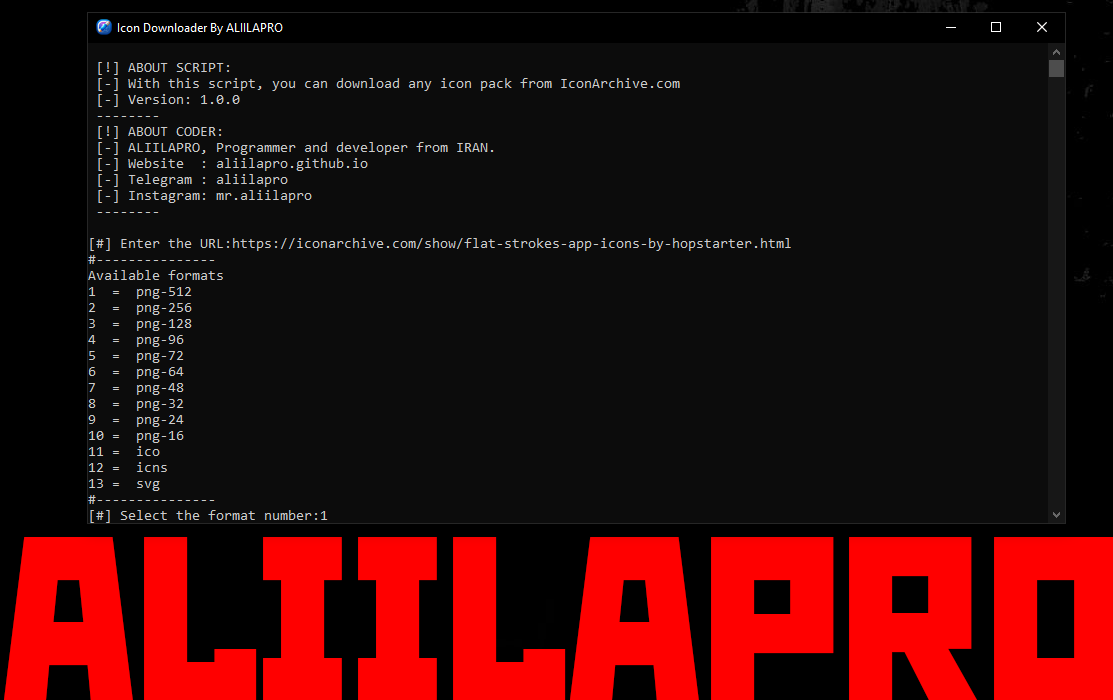 Icon Downloader By ALIILAPRO
[!] ABOUT SCRIPT:
[-] With this script, you can download any icon pack from IconArchive.com
[-] Version: 1.0.0
--------
[!] ABOUT CODER:
[-] ALIILAPRO, Programmer and developer from IRAN.
[-] Website  : aliilapro.github.io
[-] Telegram : aliilapro
[-] Instagram: mr.aliilapro
--------
[#] Enter the URL:https://iconarchive.com/show/flat-strokes-app-icons-by-hopstarter.html
#---------------
Available formats
1  =  png-512
2  =  png-256
3  =  png-128
4  =  png-96
5  =  png-72
6  =  png-64
7  =  png-48
8  =  png-32
9  =  png-24
10 =  png-16
11 =  ico
12 =  icns
13 =  svg
#---------------
[#] Select the format number:1
ALIILAPRO